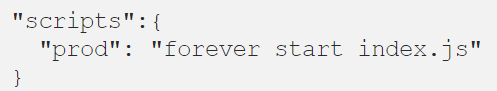 "scripts":{
  "prod": "forever start index.js"
}